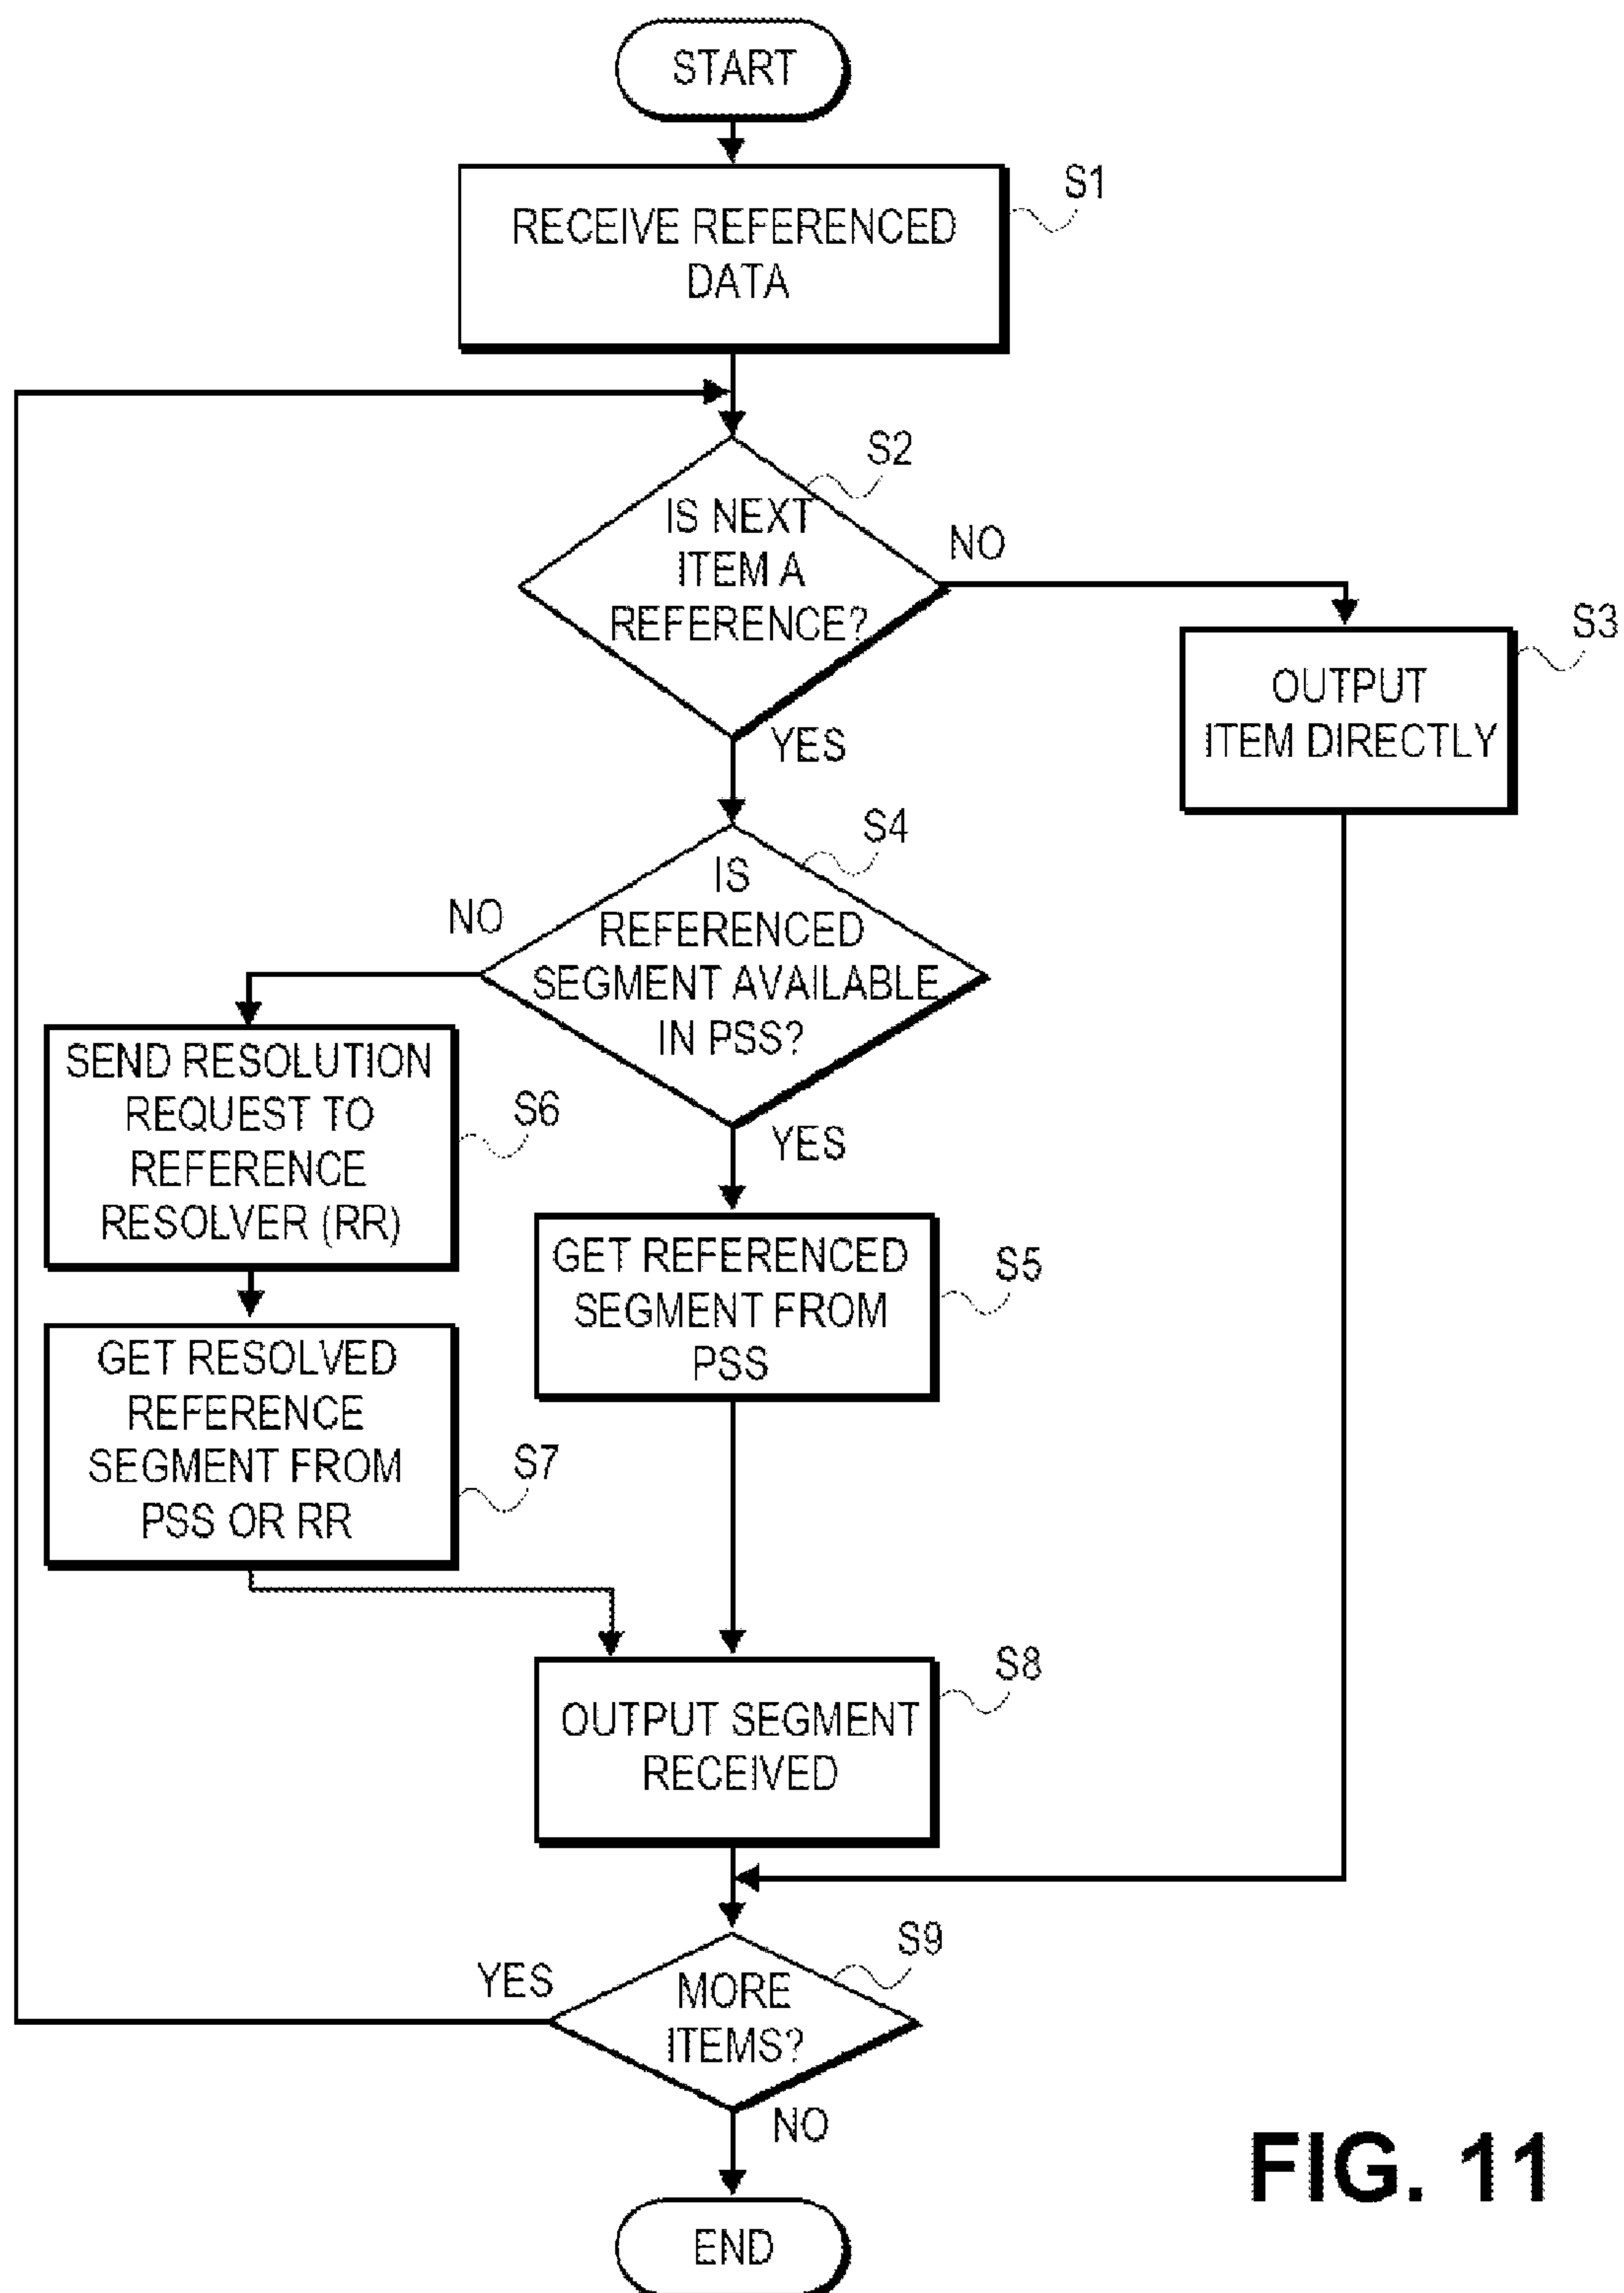 START
RECEIVE REFERENCED
DATA
S1
S2
IS NEXT
ITEM A
REFERENCE?
NO
YES
S3
OUTPUT
ITEM DIRECTLY
S4
IS
REFERENCED
SEGMENT AVAILABLE
IN PSS?
NO
YES
SEND RESOLUTION
REQUEST TO
REFERENCE
RESOLVER (RR)
S6
GET REFERENCED
SEGMENT FROM
PSS
S5
GET RESOLVED
REFERENCE
SEGMENT FROM
PSS OR RR
S7
OUTPUT SEGMENT
RECEIVED
S8
S9
MORE
ITEMS?
YES
NO
END
FIG. 11